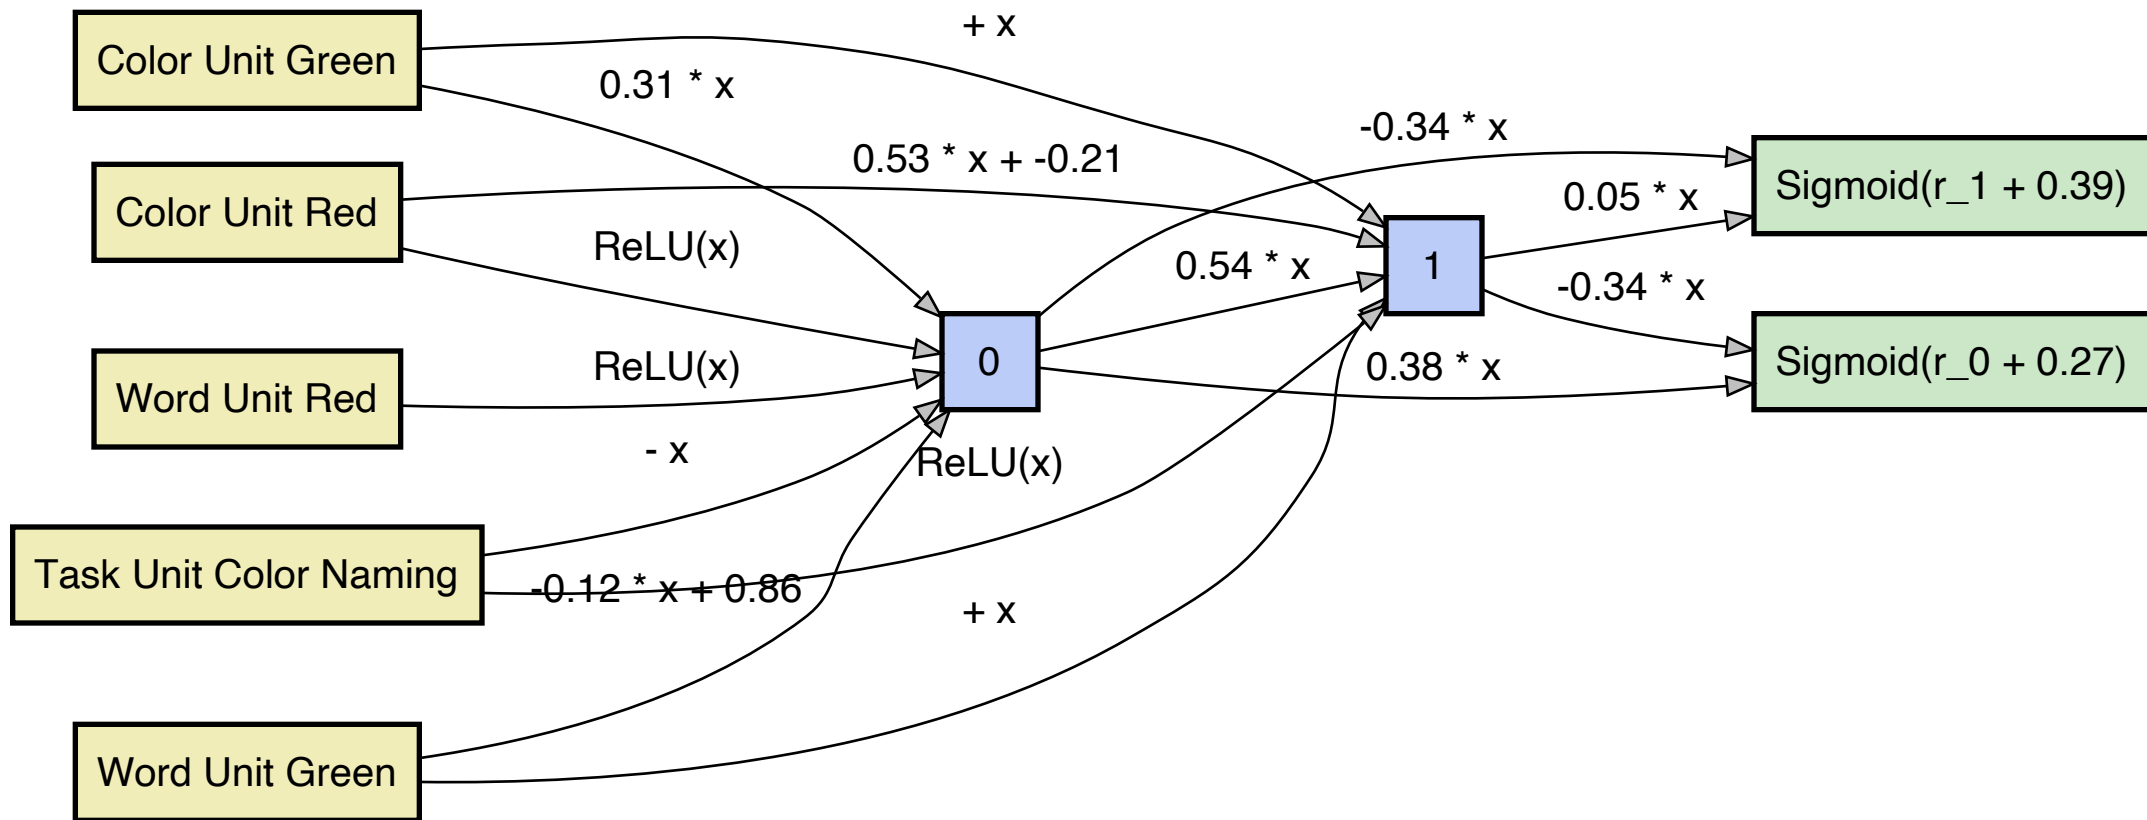 + x
Color Unit Green
0.31 * x
-0.34 * x
0.53 * x + -0.21
Sigmoid(r_1 + 0.39)
0.05 * x
Color Unit Red
ReLU(x)
0.54 * x
1
-0.34 * x
ReLU(x)
0
0.38 * x
Sigmoid(r_0 + 0.27)
Word Unit Red
- x
ReLU(x)
Task Unit Color Naming
-0.12 * x + 0.86
+ x
Word Unit Green